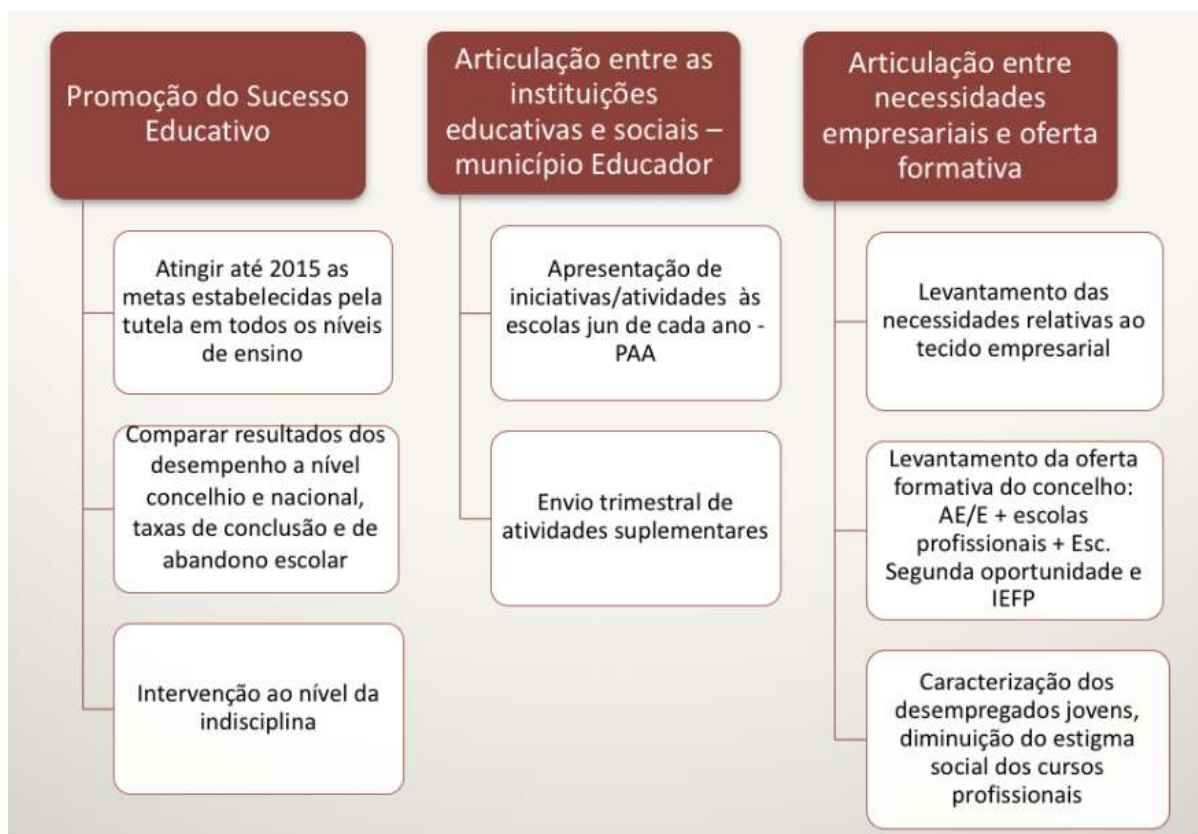 Promoção do Sucesso
Educativo
Atingir até 2015 as
metas estabelecidas pela
tutela em todos os níveis
de ensino
Comparar resultados dos
desempenho a nível
concelhio e nacional,
taxas de conclusão e de
abandono escolar
Intervenção ao nível da
indisciplina
Articulação entre as
instituições
educativas e sociais –
município Educador
Apresentação de
iniciativas/atividades às
escolas jun de cada ano -
PAA
Envio trimestral de
atividades suplementares
Articulação entre
necessidades
empresariais e oferta
formativa
Levantamento das
necessidades relativas ao
tecido empresarial
Levantamento da oferta
formativa do concelho:
AE/E + escolas
profissionais + Esc.
Segunda oportunidade e
IEFP
Caracterização dos
desempregados jovens,
diminuição do estigma
social dos cursos
profissionais